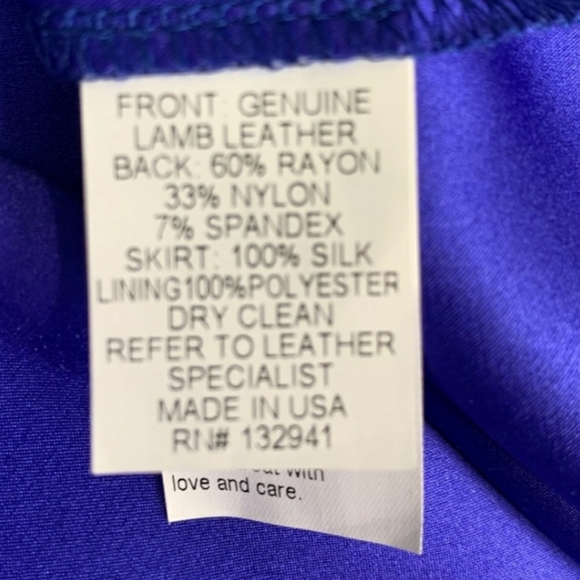 FRONT: GENUINE
LAMB LEATHER
BACK: 60% RAYON
33% NYLON
7% SPANDEX
SKIRT: 100% SILK
LINING100%POLYESTER
DRY CLEAN
REFER TO LEATHER
SPECIALIST
MADE IN USA
RN# 132941
with
love and care.